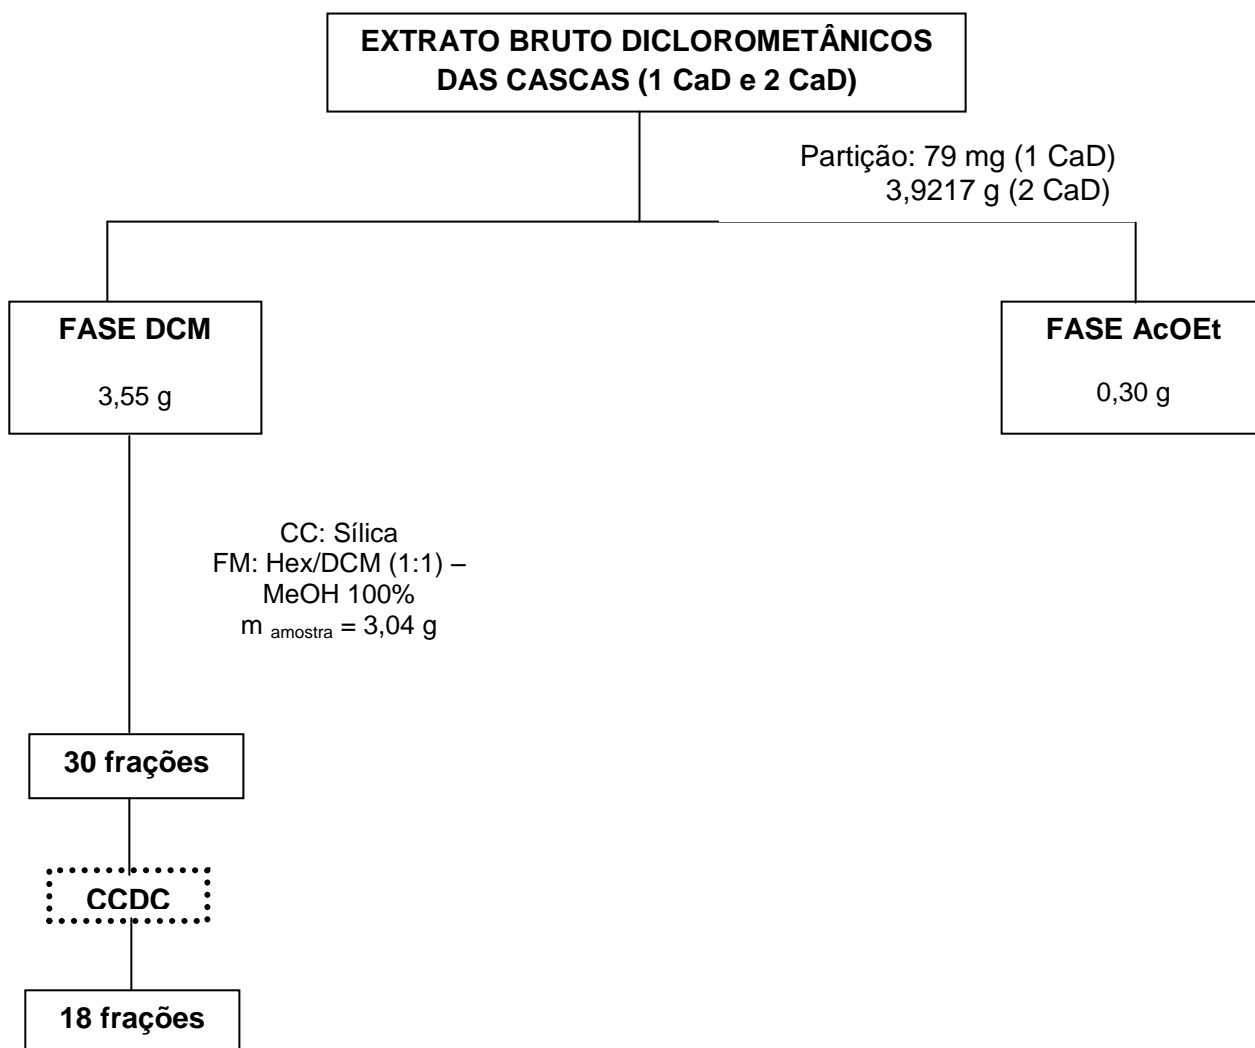 EXTRATO BRUTO DICLOROMETÂNICOS
DAS CASCAS (1 CaD e 2 CaD)
Partição: 79 mg (1 CaD)
3,9217 g (2 CaD)
FASE DCM
3,55 g
FASE AcOEt
0,30 g
CC: Sílica
FM: Hex/DCM (1:1) –
MeOH 100%
m amostra = 3,04 g
30 frações
CCDC
18 frações